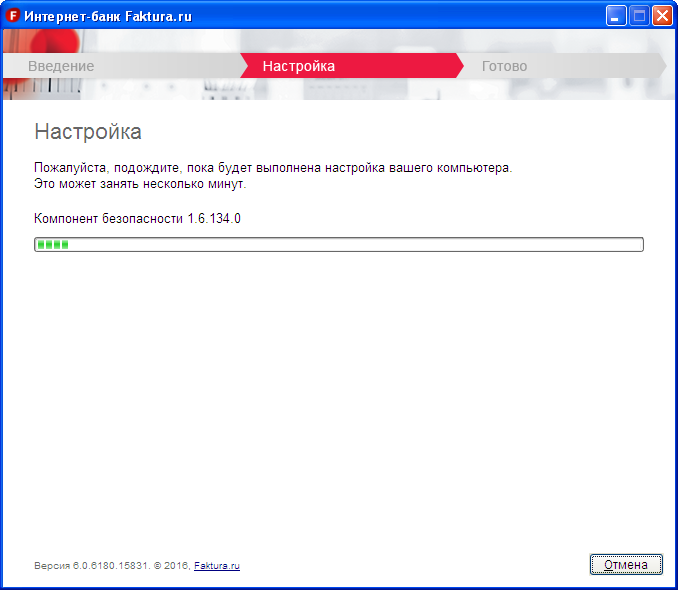 Интернет-банк Faktura.ru
Введение
Настройка
Готово
Настройка
Пожалуйста, подождите, пока будет выполнена настройка вашего компьютера.
Это может занять несколько минут.
Компонент безопасности 1.6.134.0
Версия 6.0.6180.15831. © 2016, Faktura.ru
Отмена